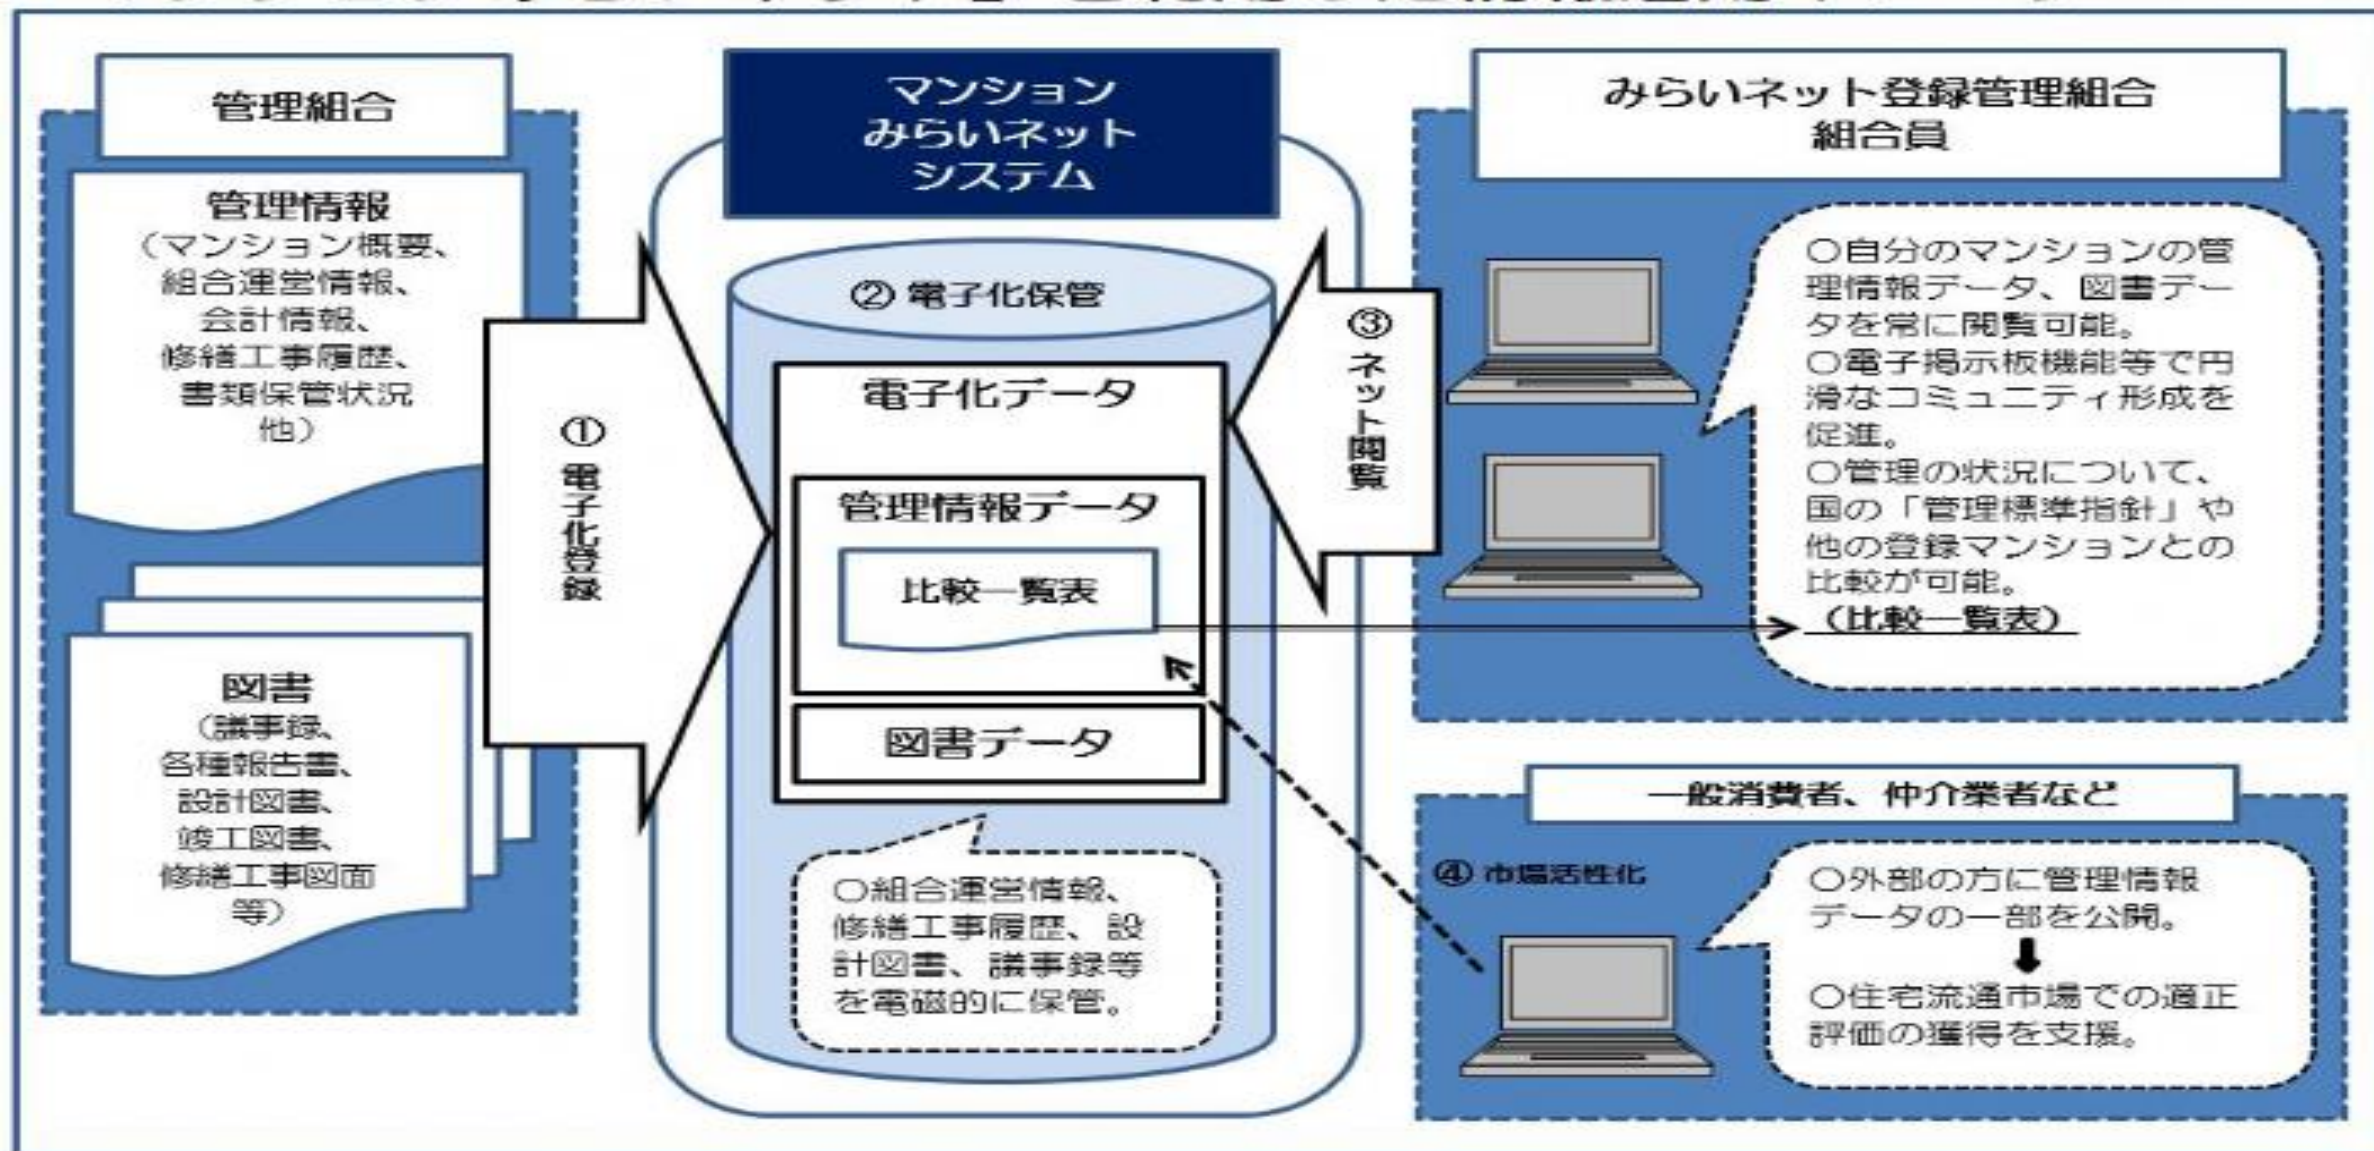 管理組合
管理情報
（マンション概要、
組合運営情報、
会計情報、
修繕工事履歴、
書類保管状況
他）
図書
（議事録、
各種報告書、
設計図書、
竣工図書、
修繕工事図面
等）
① 電子化登録
マンション
みらいネット
システム
② 電子化保管
電子化データ
管理情報データ
比較一覧表
図書データ
○組合運営情報、
修繕工事履歴、設
計図書、議事録等
を電磁的に保管。
③ ネット閲覧
みらいネット登録管理組合
組合員
○自分のマンションの管
理情報データ、図書デー
タを常に閲覧可能。
○電子掲示板機能等で円
滑なコミュニティ形成を
促進。
○管理の状況について、
国の「管理標準指針」や
他の登録マンションとの
比較が可能。
（比較一覧表）
一般消費者、仲介業者など
④ 市場活性化
○外部の方に管理情報
データの一部を公開。
○住宅流通市場での適正
評価の獲得を支援。